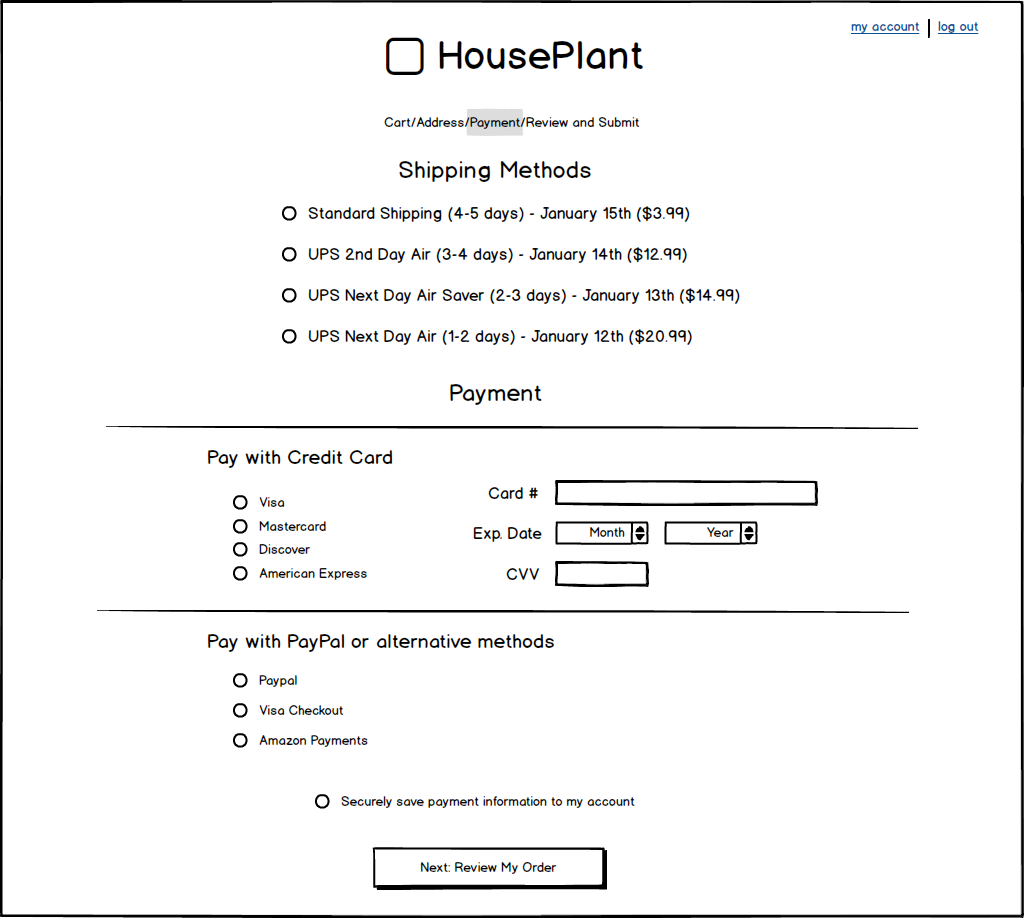 my account | log out
HousePlant
Cart/Address/Payment/Review and Submit
Shipping Methods
Standard Shipping (4-5 days) - January 15th ($3.99)
UPS 2nd Day Air (3-4 days) - January 14th ($12.99)
UPS Next Day Air Saver (2-3 days) - January 13th ($14.99)
UPS Next Day Air (1-2 days) - January 12th ($20.99)
Payment
Pay with Credit Card
Visa
Mastercard
Discover
American Express
Card #
Exp. Date Month Year
CVV
Pay with PayPal or alternative methods
Paypal
Visa Checkout
Amazon Payments
Securely save payment information to my account
Next: Review My Order